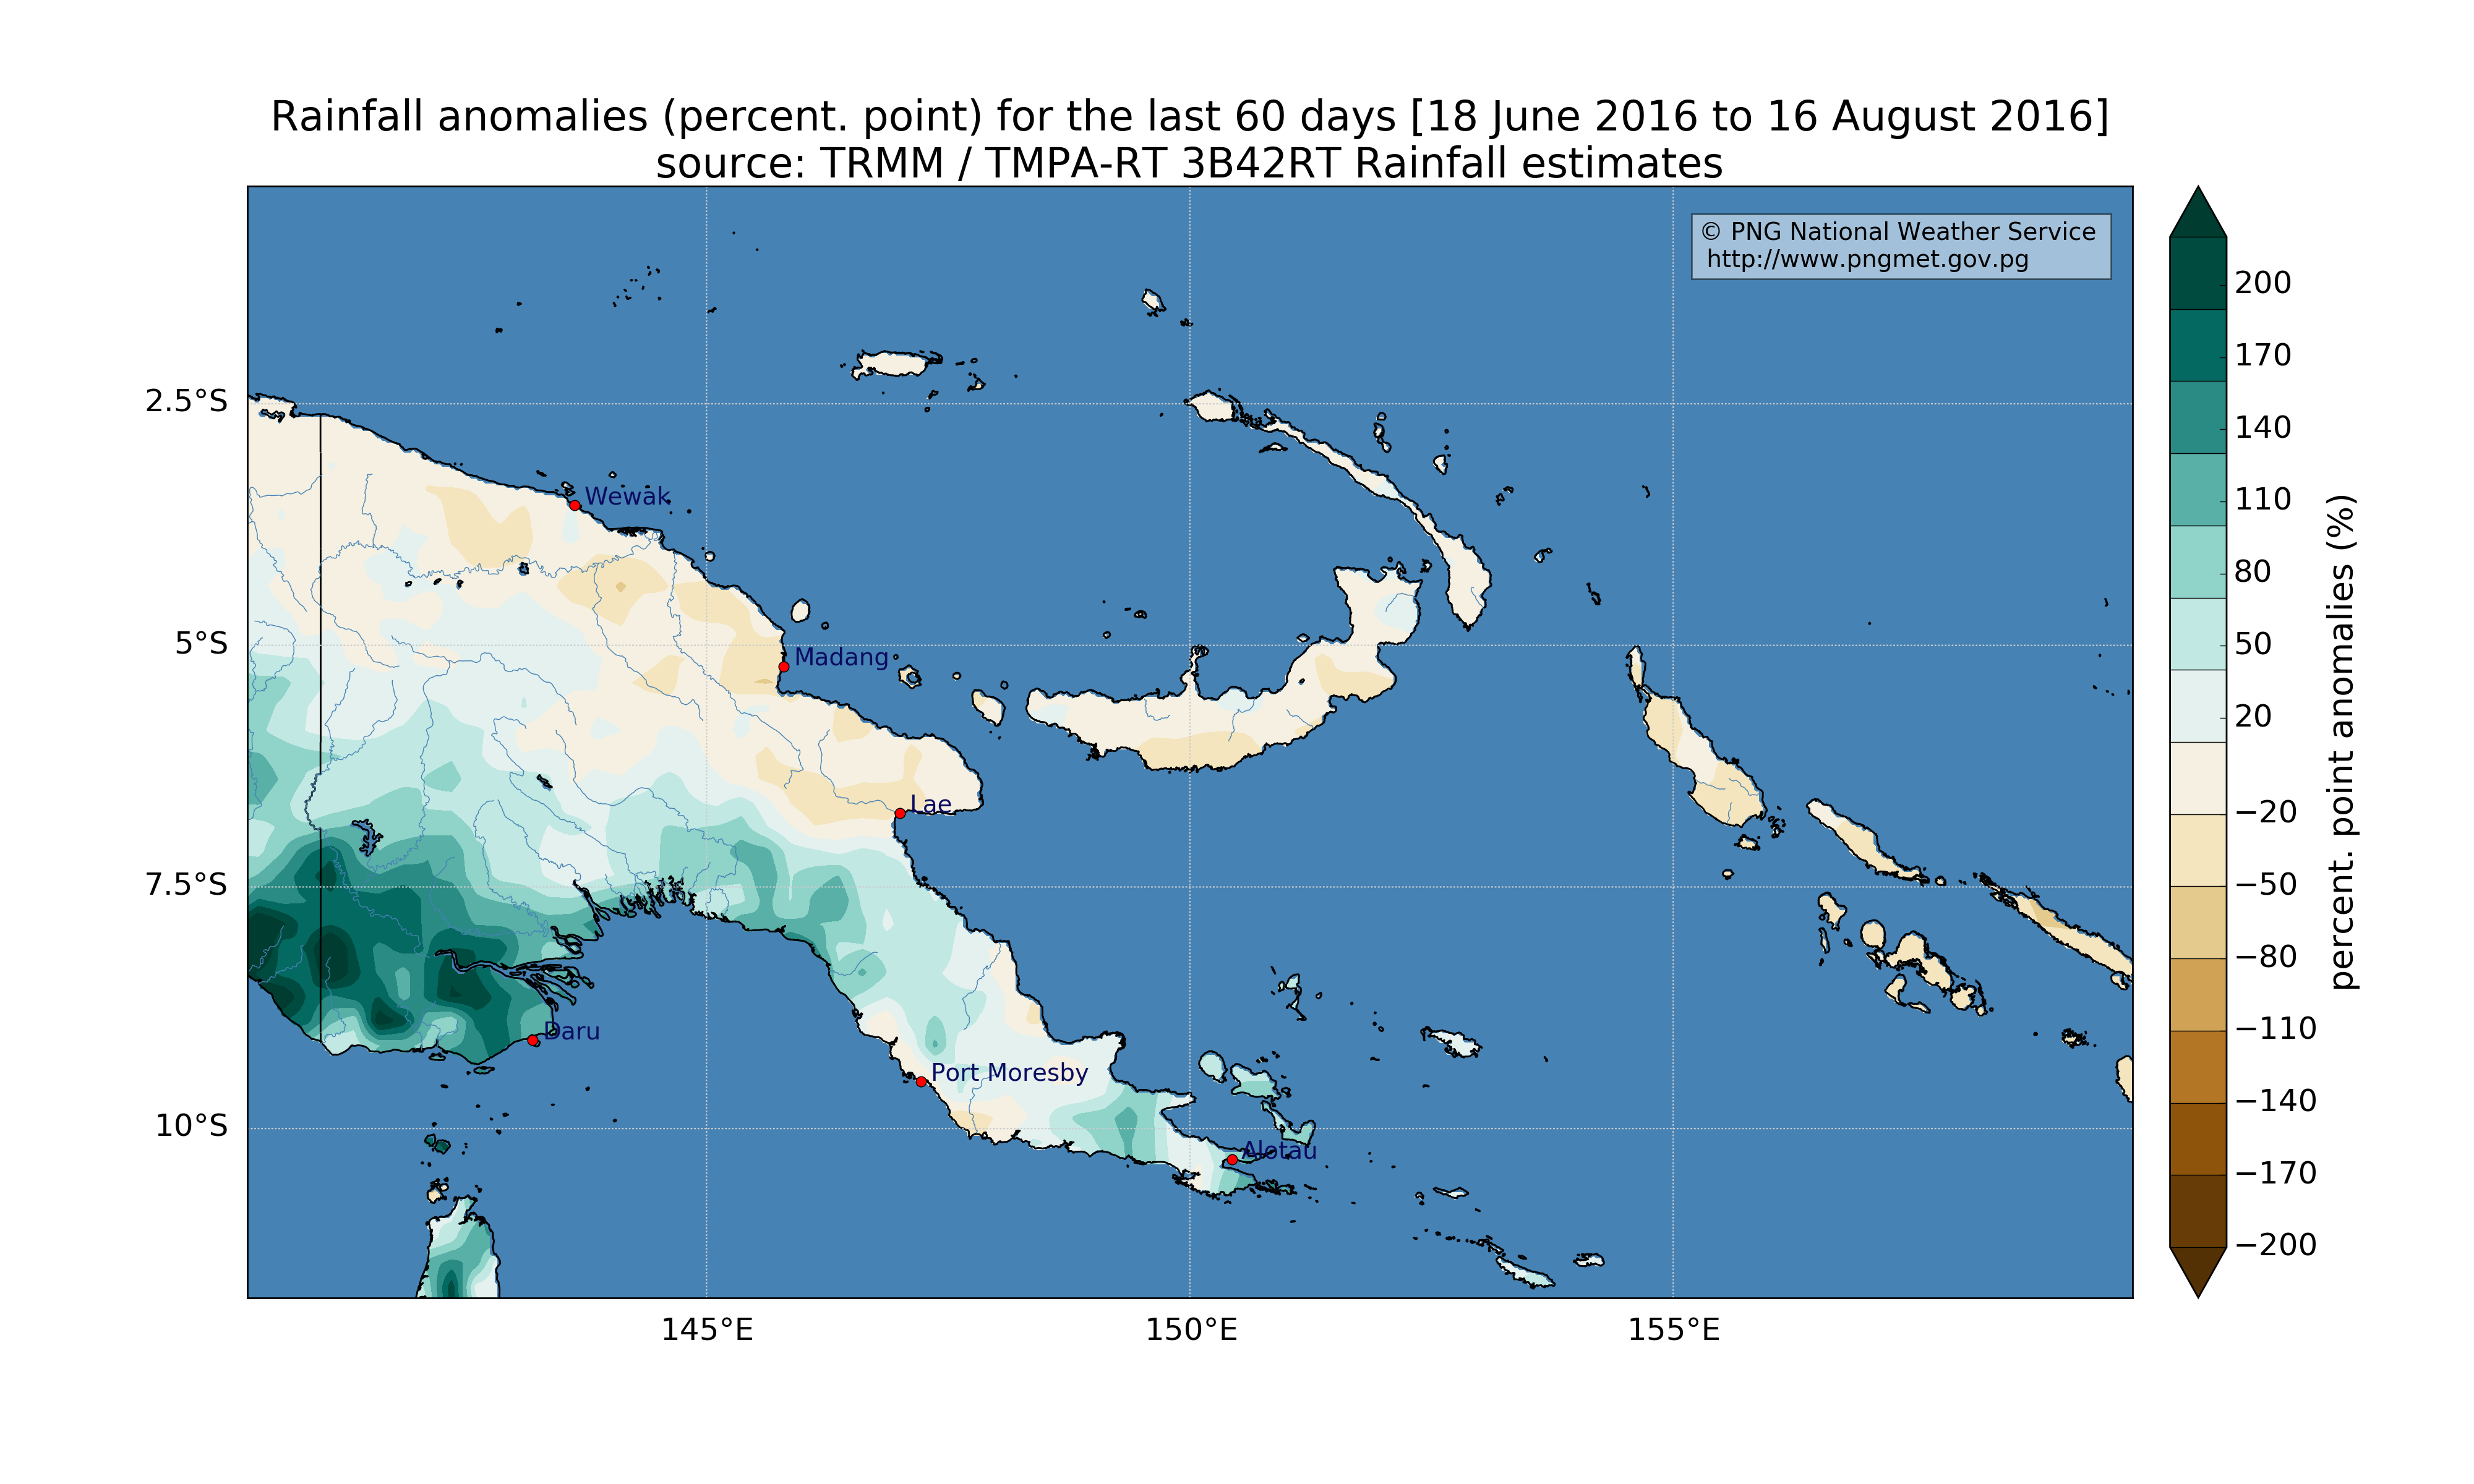 Rainfall anomalies (percent. point) for the last 60 days [18 June 2016 to 16 August 2016]
source: TRMM / TMPA-RT 3B42RT Rainfall estimates
© PNG National Weather Service
http://www.pngmet.gov.pg
2.5°S
5°S
7.5°S
10°S
Wewak
Madang
Lae
Daru
Port Moresby
Alotau
145°E
150°E
155°E
200
170
140
110
80
50
20
−20
−50
−80
−110
−140
−170
−200
percent. point anomalies (%)